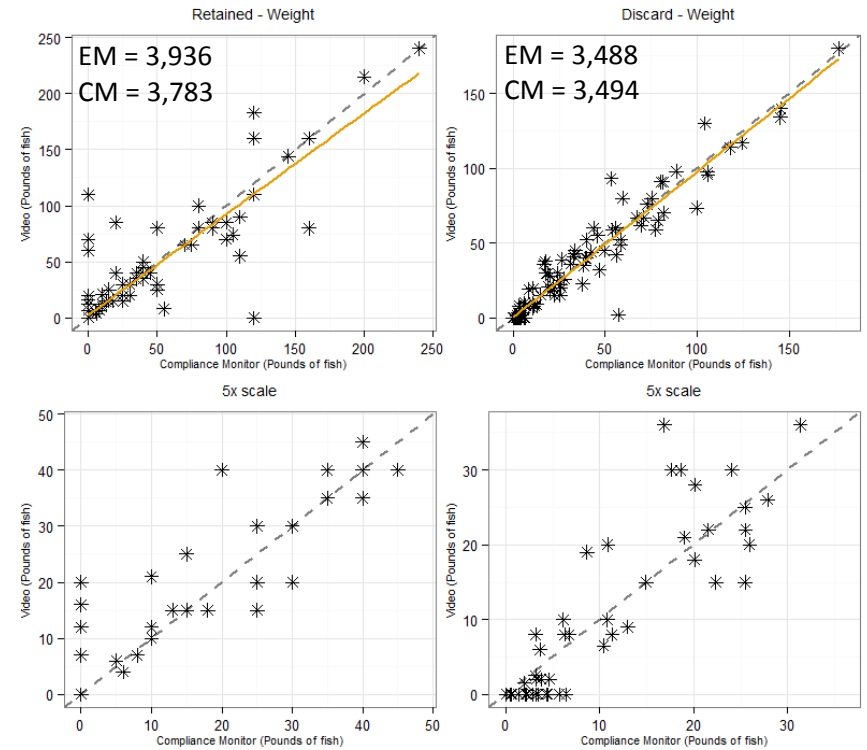 Retained - Weight
EM = 3,936
CM = 3,783
250
200
150
100
50
0
Video (Pounds of fish)
0 50 100 150 200 250
Compliance Monitor (Pounds of fish)
Discard - Weight
EM = 3,488
CM = 3,494
150
100
50
0
Video (Pounds of fish)
0 50 100 150
Compliance Monitor (Pounds of fish)
5x scale
50
40
30
20
10
0
Video (Pounds of fish)
0 10 20 30 40 50
Compliance Monitor (Pounds of fish)
5x scale
30
20
10
0
Video (Pounds of fish)
0 10 20 30
Compliance Monitor (Pounds of fish)